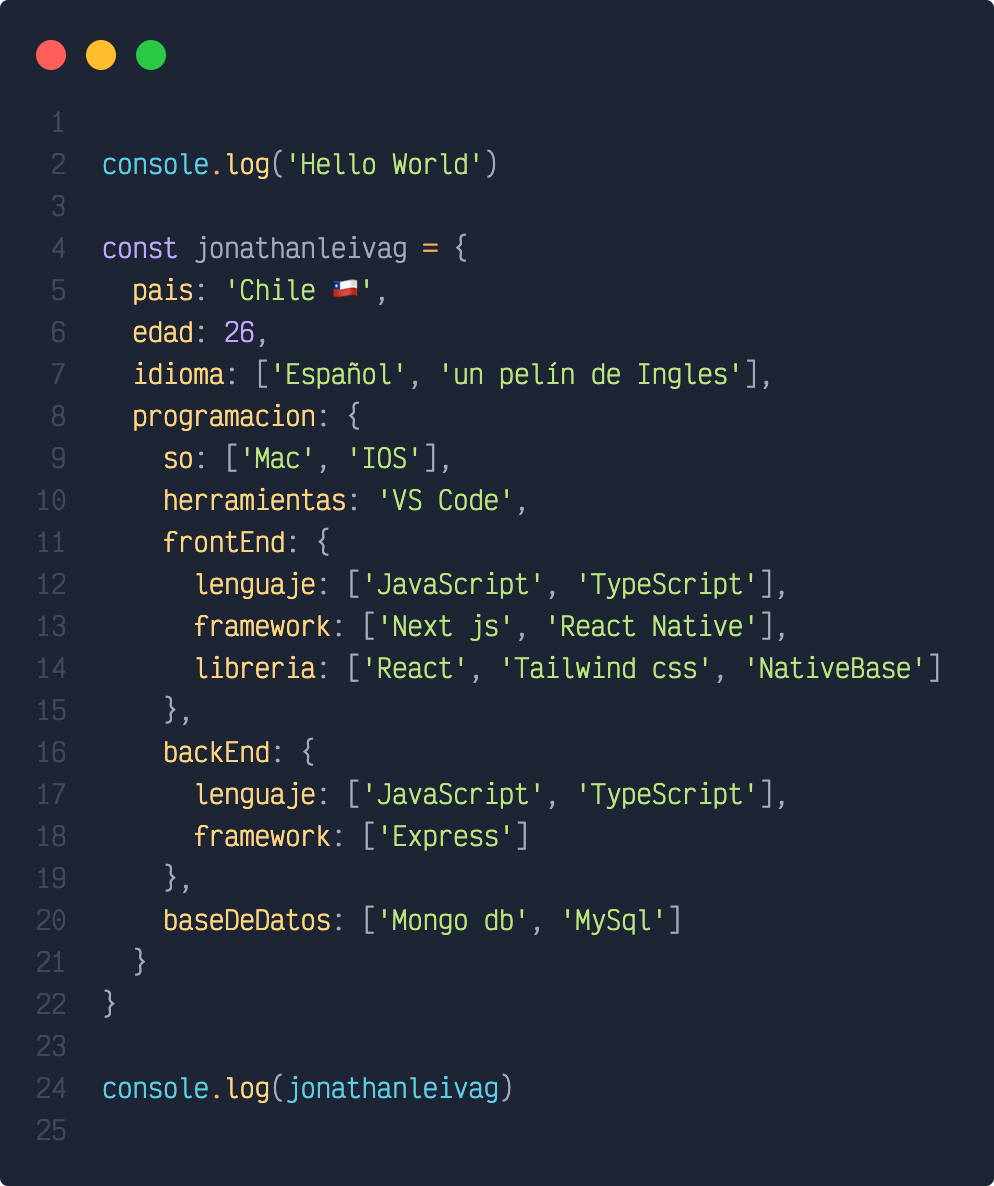 1
2 console.log('Hello World')
3
4 const jonathanleivag = {
5   pais: 'Chile 🇨🇱',
6   edad: 26,
7   idioma: ['Español', 'un pelín de Ingles'],
8   programacion: {
9     so: ['Mac', 'IOS'],
10     herramientas: 'VS Code',
11     frontEnd: {
12       lenguaje: ['JavaScript', 'TypeScript'],
13       framework: ['Next js', 'React Native'],
14       libreria: ['React', 'Tailwind css', 'NativeBase']
15     },
16     backEnd: {
17       lenguaje: ['JavaScript', 'TypeScript'],
18       framework: ['Express']
19     },
20     baseDeDatos: ['Mongo db', 'MySql']
21   }
22 }
23
24 console.log(jonathanleivag)
25